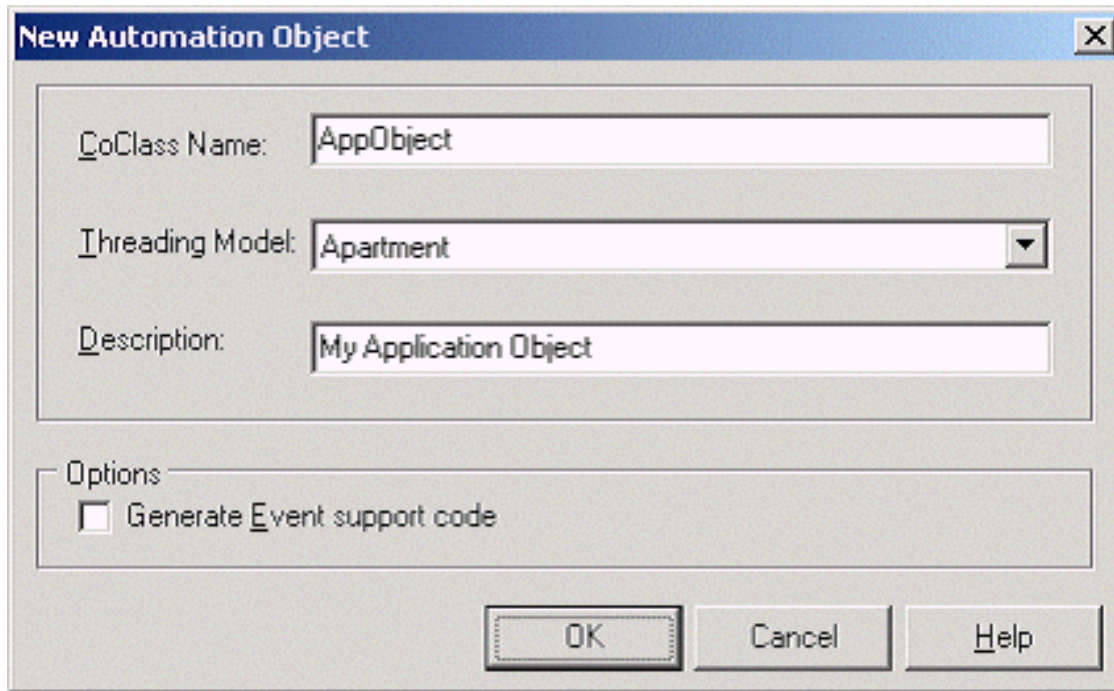 New Automation Object
CoClass Name: AppObject
Threading Model: Apartment
Description: My Application Object
Options
Generate Event support code
OK Cancel Help